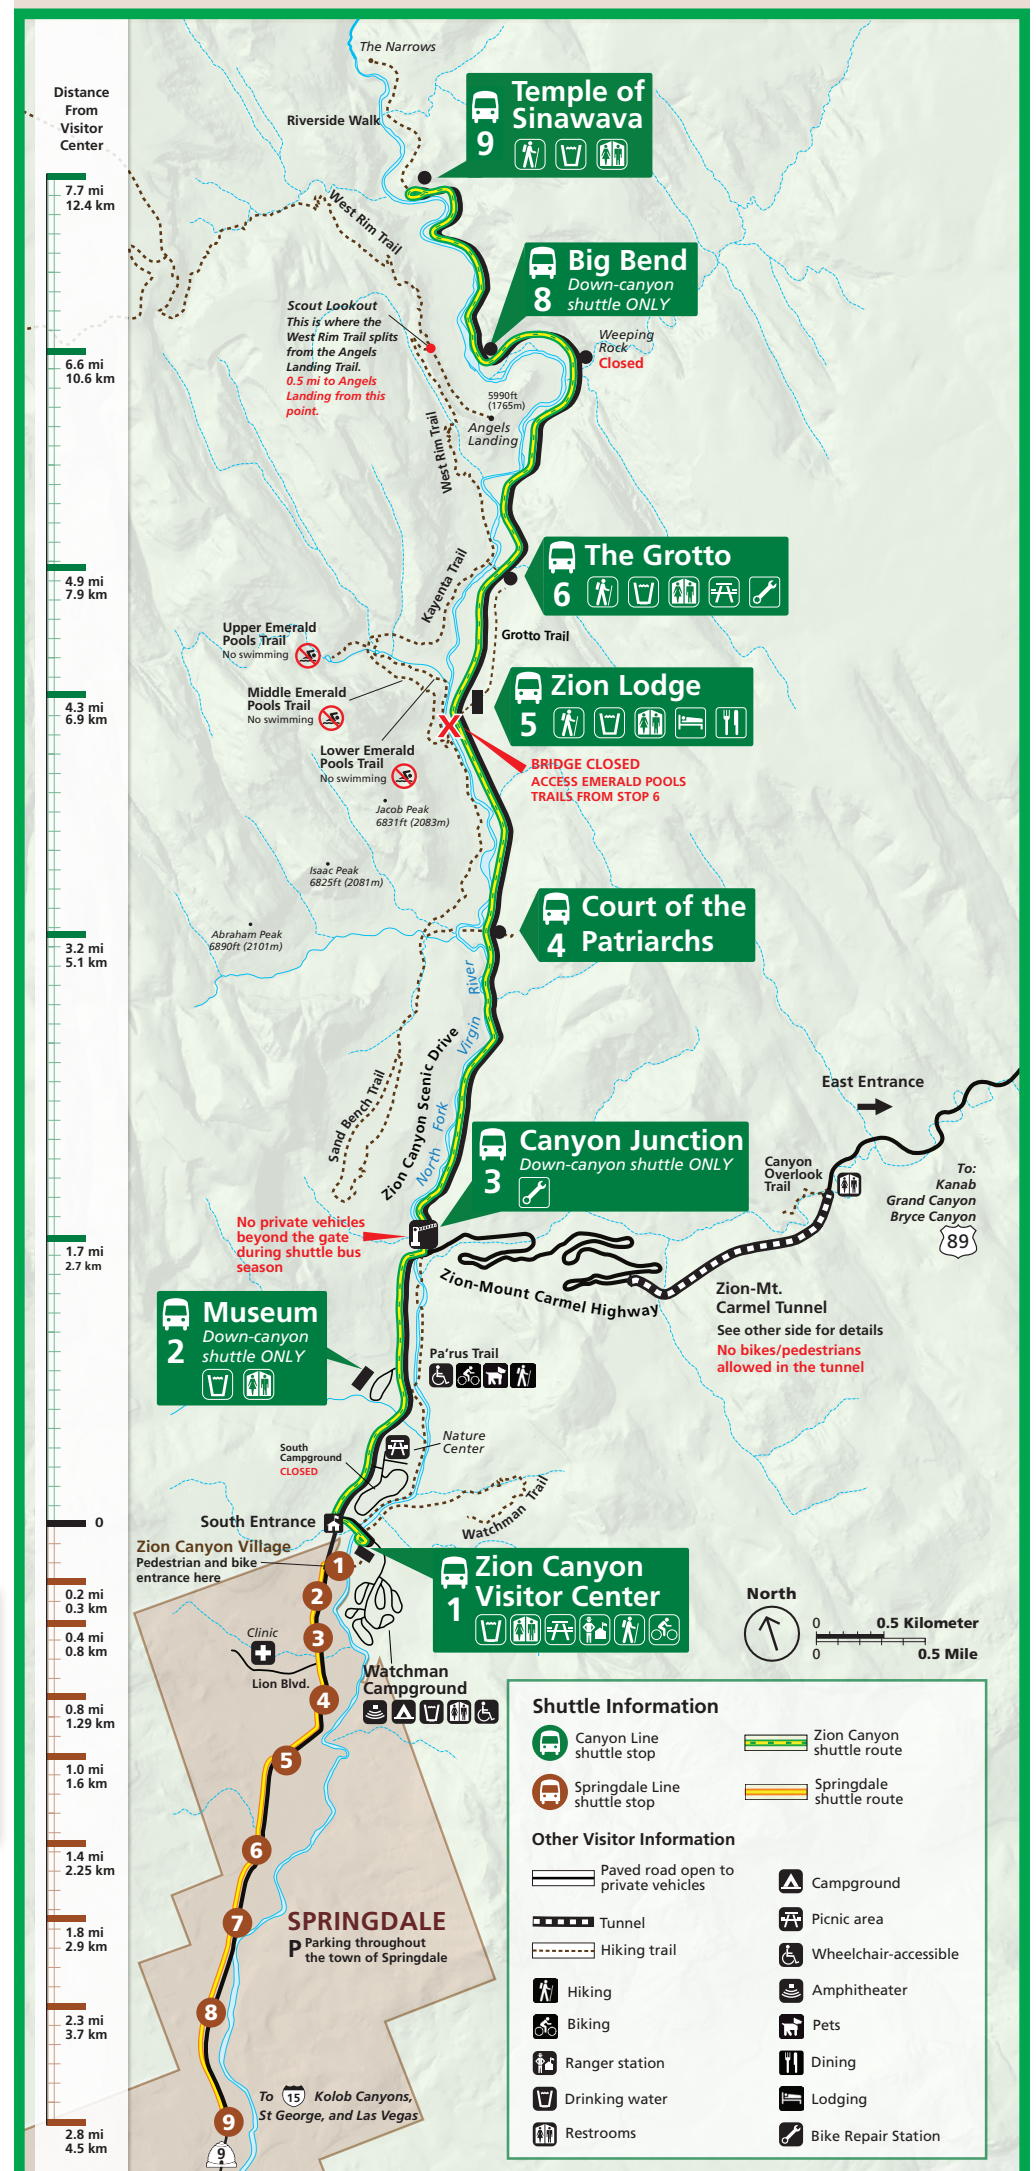 Distance
From
Visitor
Center
7.7 mi
12.4 km
6.6 mi
10.6 km
4.9 mi
7.9 km
4.3 mi
6.9 km
3.2 mi
5.1 km
1.7 mi
2.7 km
0
0.2 mi
0.3 km
0.4 mi
0.8 km
0.8 mi
1.29 km
1.0 mi
1.6 km
1.4 mi
2.25 km
1.8 mi
2.9 km
2.3 mi
3.7 km
2.8 mi
4.5 km
The Narrows
Riverside Walk
Temple of
Sinawava
9
West Rim Trail
Big Bend
8
Down-canyon
shuttle ONLY
Scout Lookout
This is where the
West Rim Trail splits
from the Angels
Landing Trail.
0.5 mi to Angels
Landing from this
point.
Weeping
Rock
Closed
5990ft
(1765m)
Angels
Landing
West Rim Trail
The Grotto
6
Kayenta Trail
Grotto Trail
Upper Emerald
Pools Trail
No swimming
Middle Emerald
Pools Trail
No swimming
Lower Emerald
Pools Trail
No swimming
Zion Lodge
5
X
BRIDGE CLOSED
ACCESS EMERALD POOLS
TRAILS FROM STOP 6
Jacob Peak
6831ft (2083m)
Isaac Peak
6825ft (2081m)
Abraham Peak
6890ft (2101m)
Court of the
Patriarchs
4
North Fork Virgin River
Zion Canyon Scenic Drive
Sand Bench Trail
East Entrance
Canyon Junction
3
Down-canyon shuttle ONLY
Canyon
Overlook
Trail
To:
Kanab
Grand Canyon
Bryce Canyon
89
No private vehicles
beyond the gate
during shuttle bus
season
Zion-Mount Carmel Highway
Zion-Mt.
Carmel Tunnel
See other side for details
No bikes/pedestrians
allowed in the tunnel
Museum
2
Down-canyon
shuttle ONLY
Pa'rus Trail
Nature
Center
South
Campground
CLOSED
Watchman Trail
South Entrance
Zion Canyon Village
Pedestrian and bike
entrance here
Zion Canyon
Visitor Center
1
1
2
3
4
5
6
7
8
9
Clinic
Lion Blvd.
Watchman
Campground
North
0 0.5 Kilometer
0 0.5 Mile
SPRINGDALE
P Parking throughout
the town of Springdale
To 15 Kolob Canyons,
St George, and Las Vegas
9
Shuttle Information
Canyon Line
shuttle stop
Zion Canyon
shuttle route
Springdale Line
shuttle stop
Springdale
shuttle route
Other Visitor Information
Paved road open to
private vehicles
Tunnel
Hiking trail
Hiking
Biking
Ranger station
Drinking water
Restrooms
Campground
Picnic area
Wheelchair-accessible
Amphitheater
Pets
Dining
Lodging
Bike Repair Station